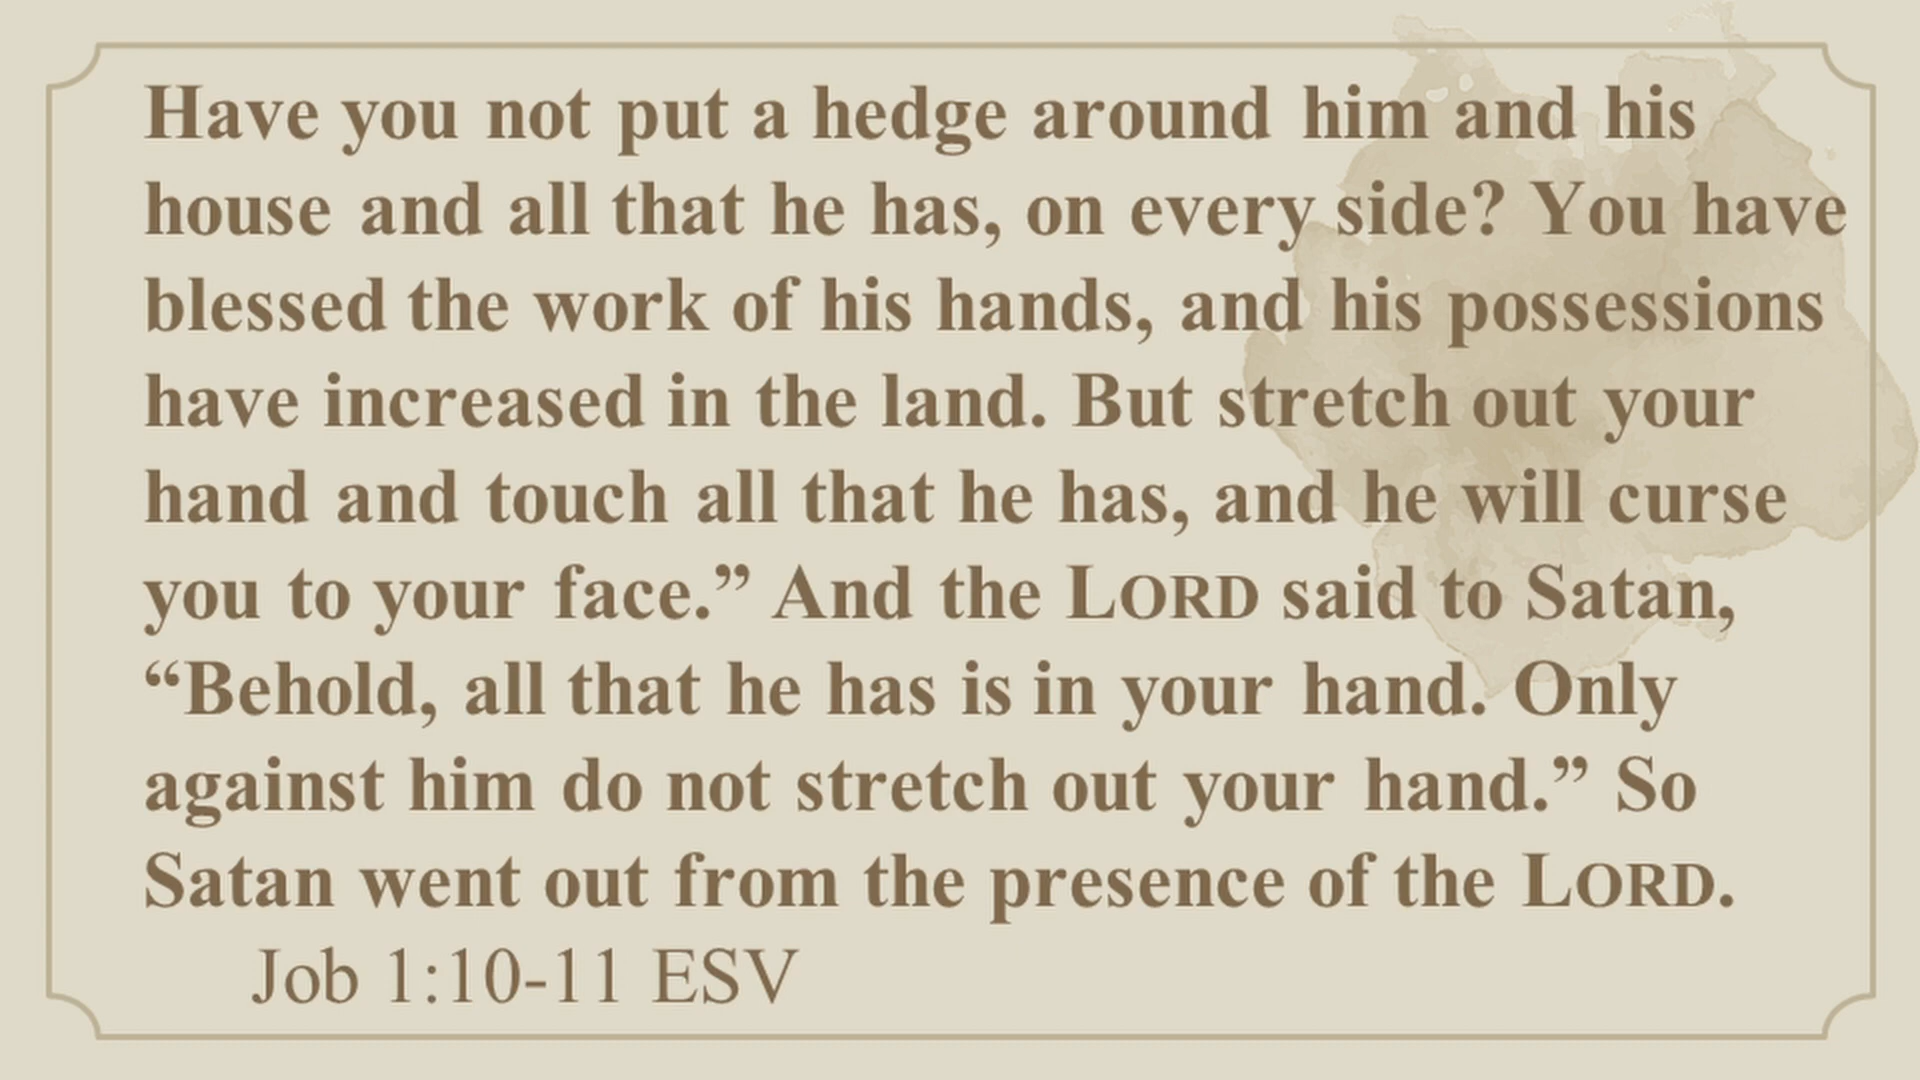 Have you not put a hedge around him and his
house and all that he has, on every side? You have
blessed the work of his hands, and his possessions
have increased in the land. But stretch out your
hand and touch all that he has, and he will curse
you to your face.” And the LORD said to Satan,
“Behold, all that he has is in your hand. Only
against him do not stretch out your hand.” So
Satan went out from the presence of the LORD.
Job 1:10-11 ESV